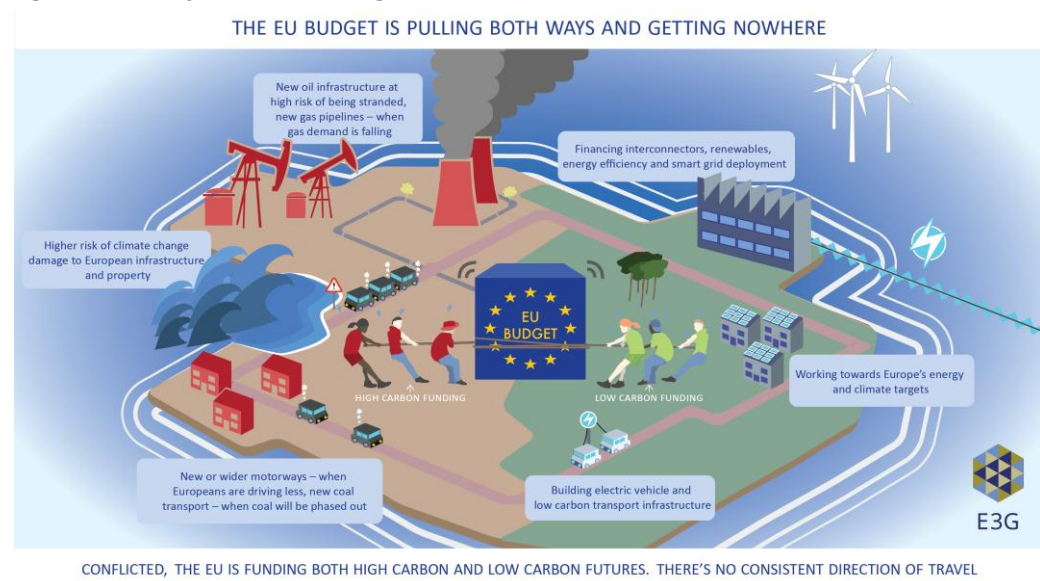 THE EU BUDGET IS PULLING BOTH WAYS AND GETTING NOWHERE
New oil infrastructure at
high risk of being stranded,
new gas pipelines – when
gas demand is falling
Financing interconnectors, renewables,
energy efficiency and smart grid deployment
Higher risk of climate change
damage to European infrastructure
and property
EU
BUDGET
HIGH CARBON FUNDING
LOW CARBON FUNDING
Working towards Europe's energy
and climate targets
New or wider motorways – when
Europeans are driving less, new coal
transport – when coal will be phased out
Building electric vehicle and
low carbon transport infrastructure
E3G
CONFLICTED, THE EU IS FUNDING BOTH HIGH CARBON AND LOW CARBON FUTURES. THERE'S NO CONSISTENT DIRECTION OF TRAVEL